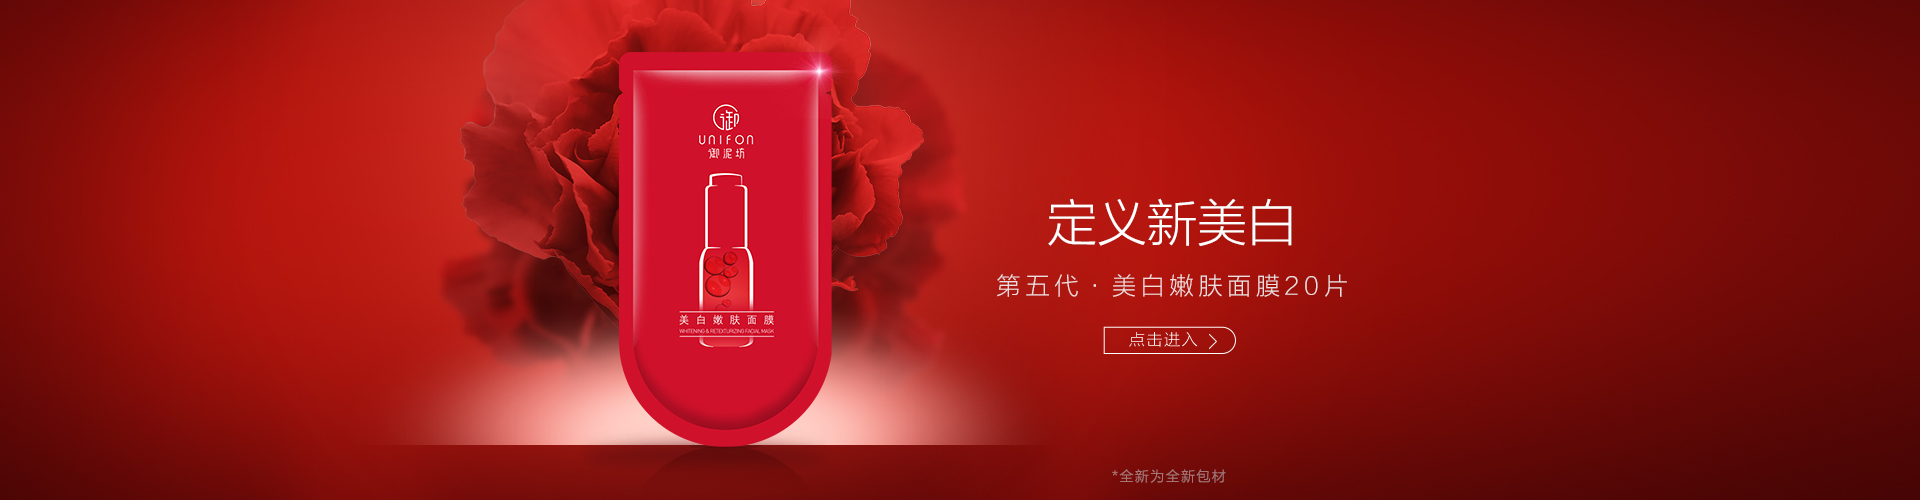 御
UNIFON
御泥坊
美白嫩肤面膜
WHITENING & RETEXTURIZING FACIAL MASK
定义新美白
第五代·美白嫩肤面膜20片
点击进入
*全新为全新包材